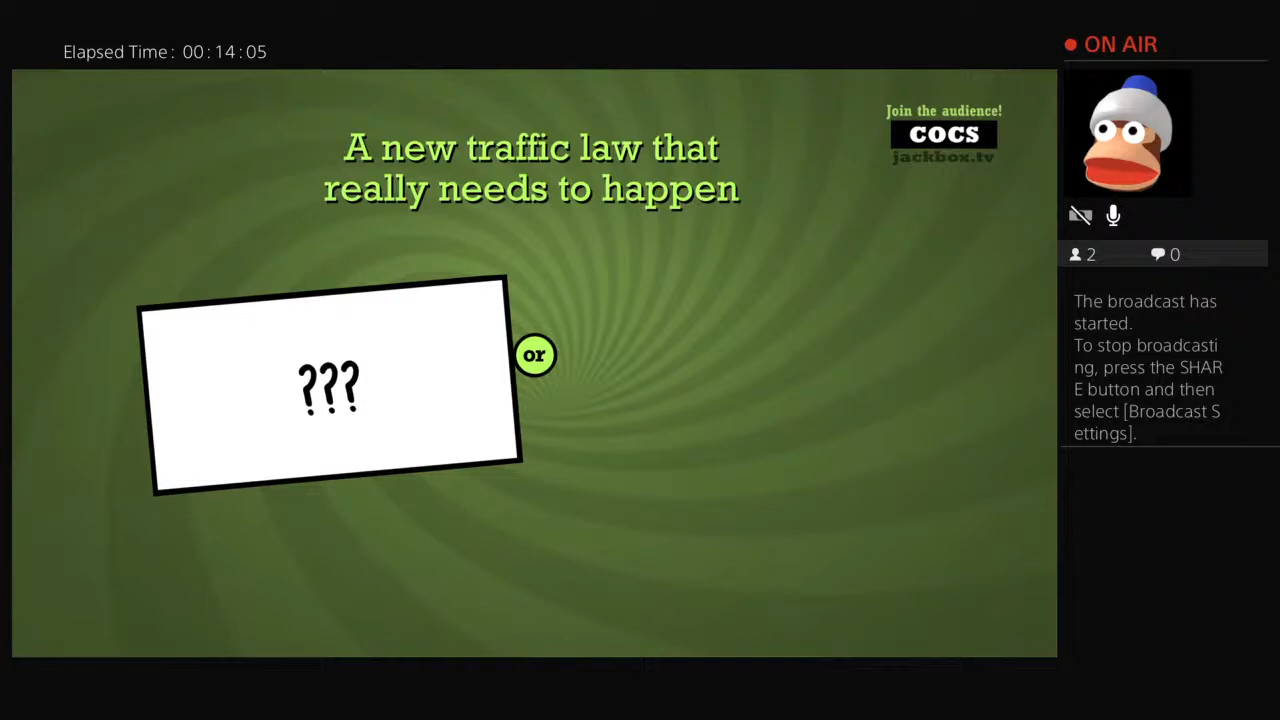 Elapsed Time: 00:14:05
ON AIR
Join the audience!
COCS
jackbox.tv
A new traffic law that
really needs to happen
2 0
The broadcast has
started.
To stop broadcasti
ng, press the SHAR
E button and then
select [Broadcast S
ettings].
???
or